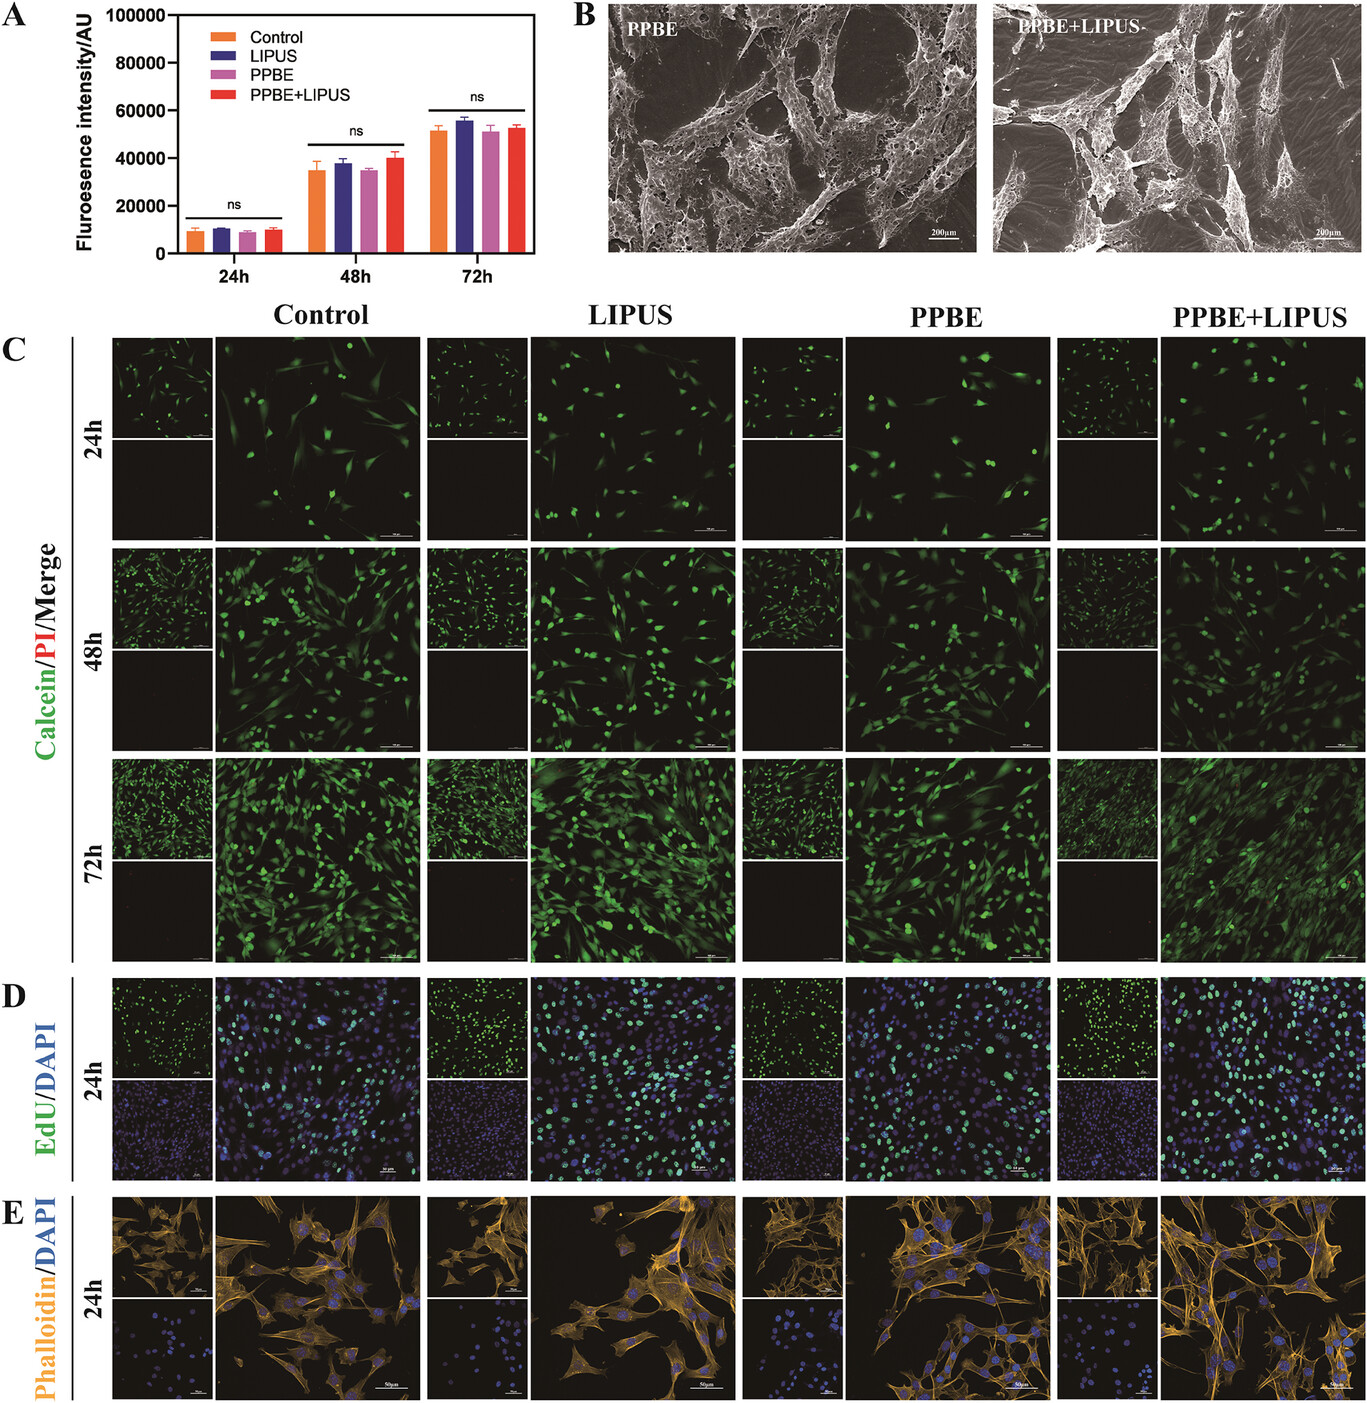 A
Fluroesence intensity/AU
100000
80000
60000
40000
20000
0
Control
LIPUS
PPBE
PPBE+LIPUS
ns
ns
ns
24h
48h
72h
B
PPBE
200μm
PPBE+LIPUS
200μm
Control
LIPUS
PPBE
PPBE+LIPUS
C
Calcein/PI/Merge
24h
48h
72h
D
EdU/DAPI
24h
E
Phalloidin/DAPI
24h
50μm
50μm
50μm
50μm